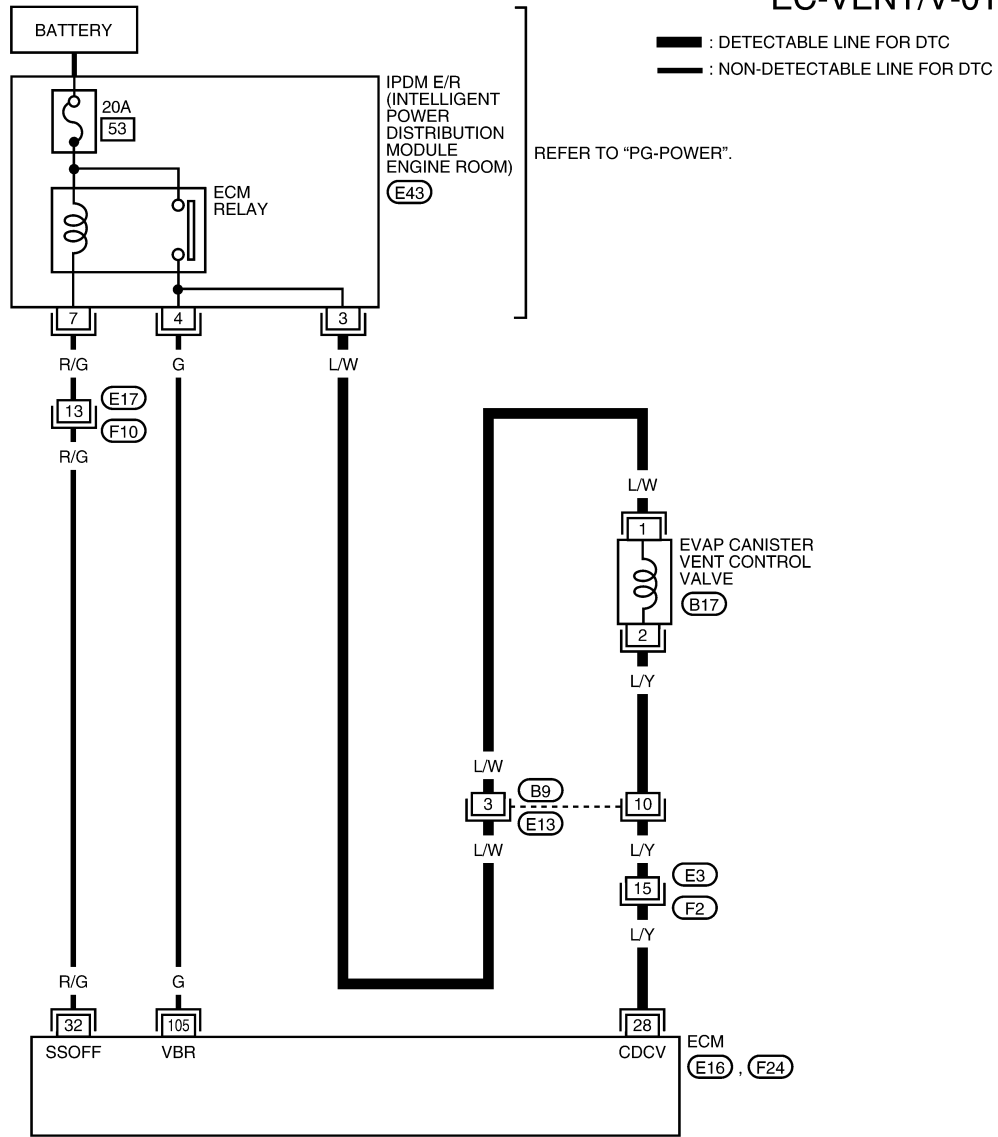 EC-VENT/V-01
BATTERY
: DETECTABLE LINE FOR DTC
: NON-DETECTABLE LINE FOR DTC
IPDM E/R
(INTELLIGENT
POWER
DISTRIBUTION
MODULE
ENGINE ROOM)
E43
20A
53
REFER TO “PG-POWER”.
ECM
RELAY
7
4
3
R/G
G
L/W
13
E17
F10
R/G
L/W
1
EVAP CANISTER
VENT CONTROL
VALVE
B17
2
L/Y
L/W
3
B9
E13
10
L/W
L/Y
15
E3
F2
L/Y
R/G
G
32
105
28
SSOFF
VBR
CDCV
ECM
E16 , F24